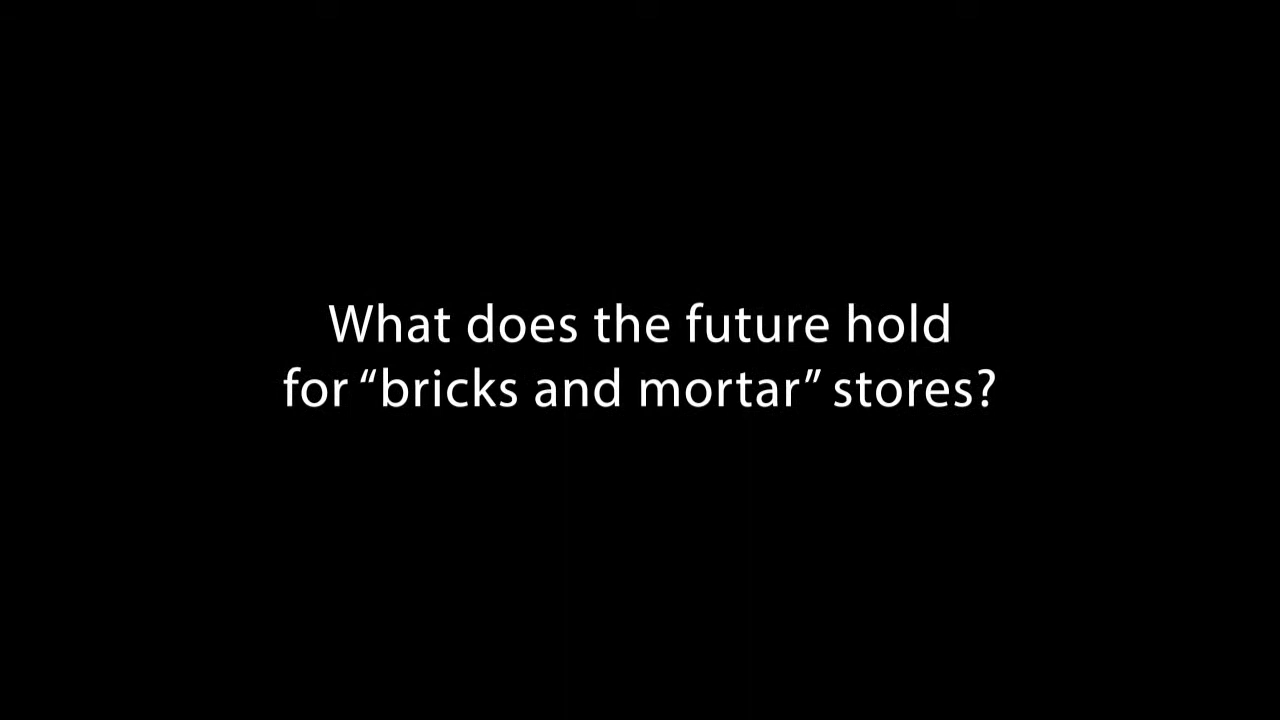 What does the future hold
for “bricks and mortar” stores?